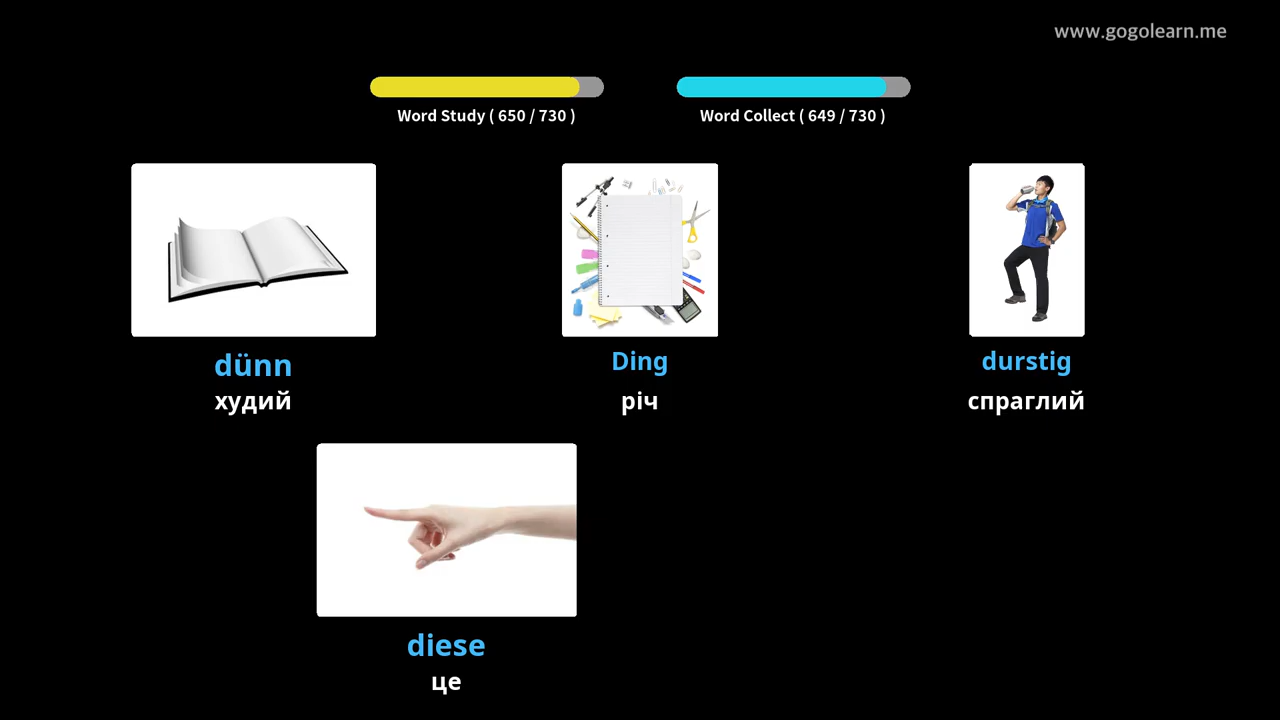 www.gogolearn.me
Word Study ( 650 / 730 )
Word Collect ( 649 / 730 )
dünn
худий
Ding
річ
durstig
спраглий
diese
це